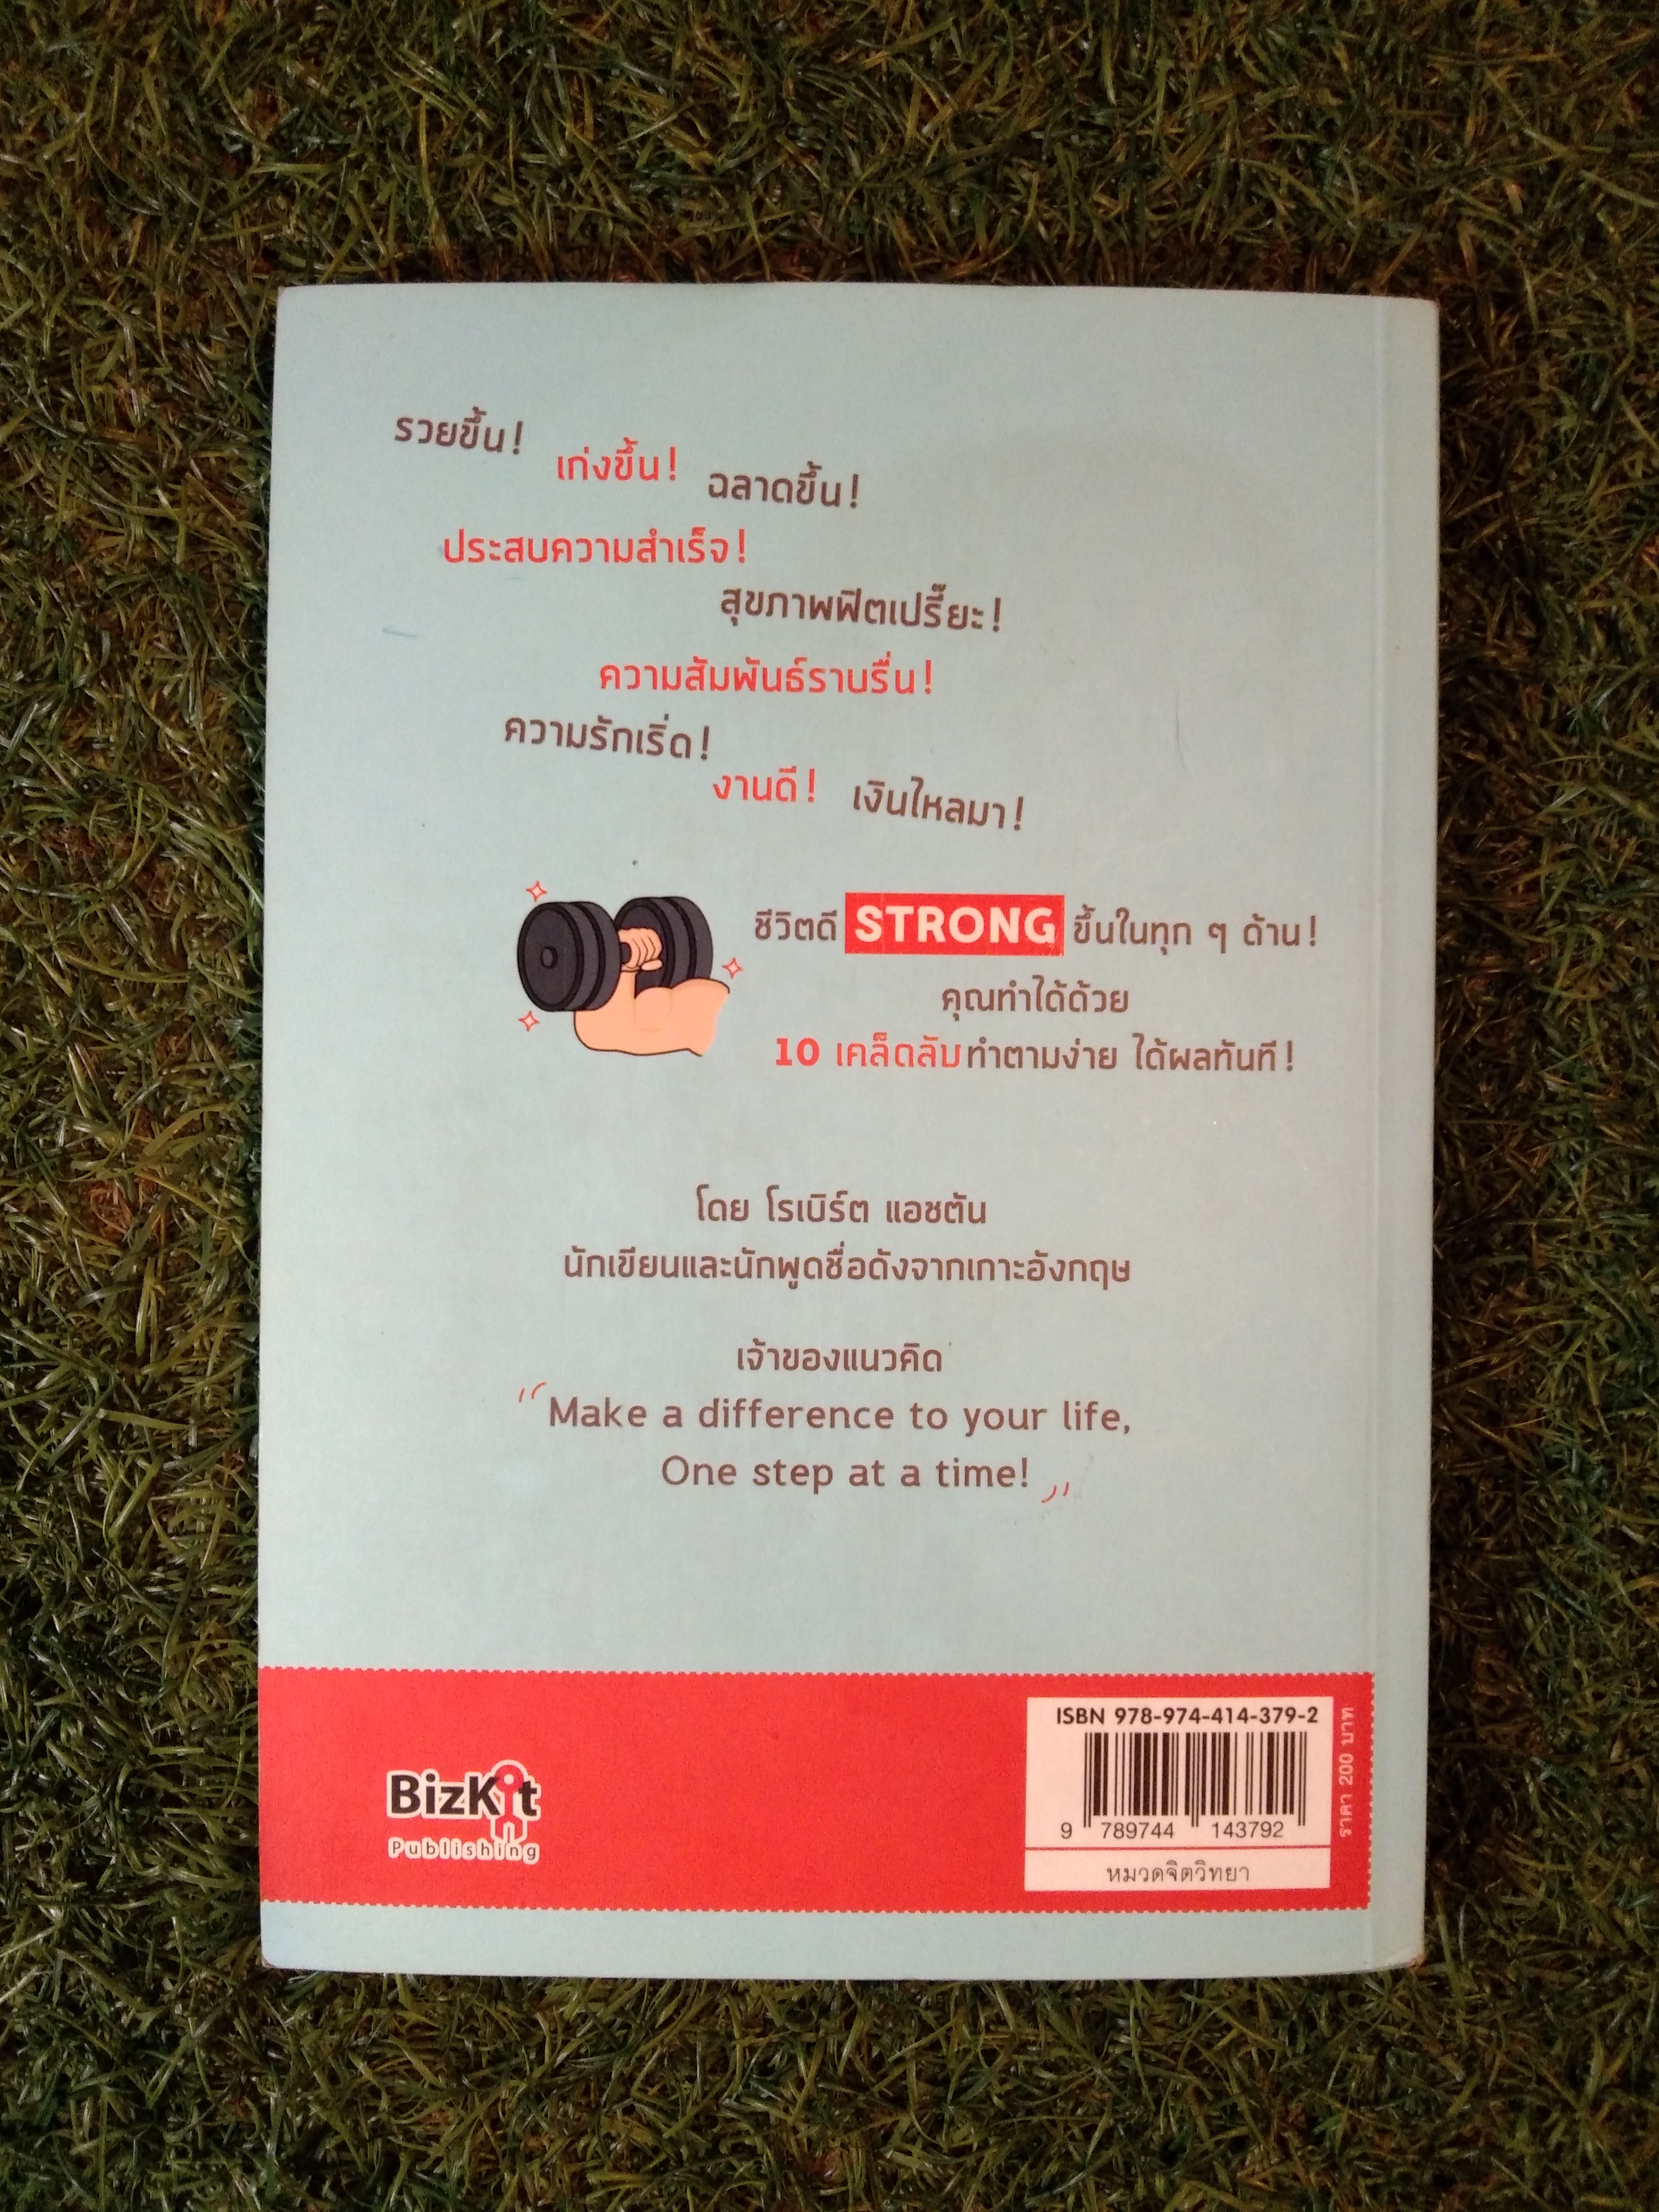 รวยขึ้น!
เก่งขึ้น!
ฉลาดขึ้น!
ประสบความสำเร็จ!
สุขภาพฟิตเปรี๊ยะ!
ความสัมพันธ์ราบรื่น!
ความรักเริ่ด!
งานดี!
เงินไหลมา!
ชีวิตดี STRONG ขึ้นในทุก ๆ ด้าน!
คุณทำได้ด้วย
10 เคล็ดลับทำตามง่าย ได้ผลทันที!
โดย โรเบิร์ต แอชตัน
นักเขียนและนักพูดชื่อดังจากเกาะอังกฤษ
เจ้าของแนวคิด
“Make a difference to your life,
One step at a time!”
BizKit
Publishing
ISBN 978-974-414-379-2
9 789744 143792
หมวดจิตวิทยา
ราคา 200 บาท